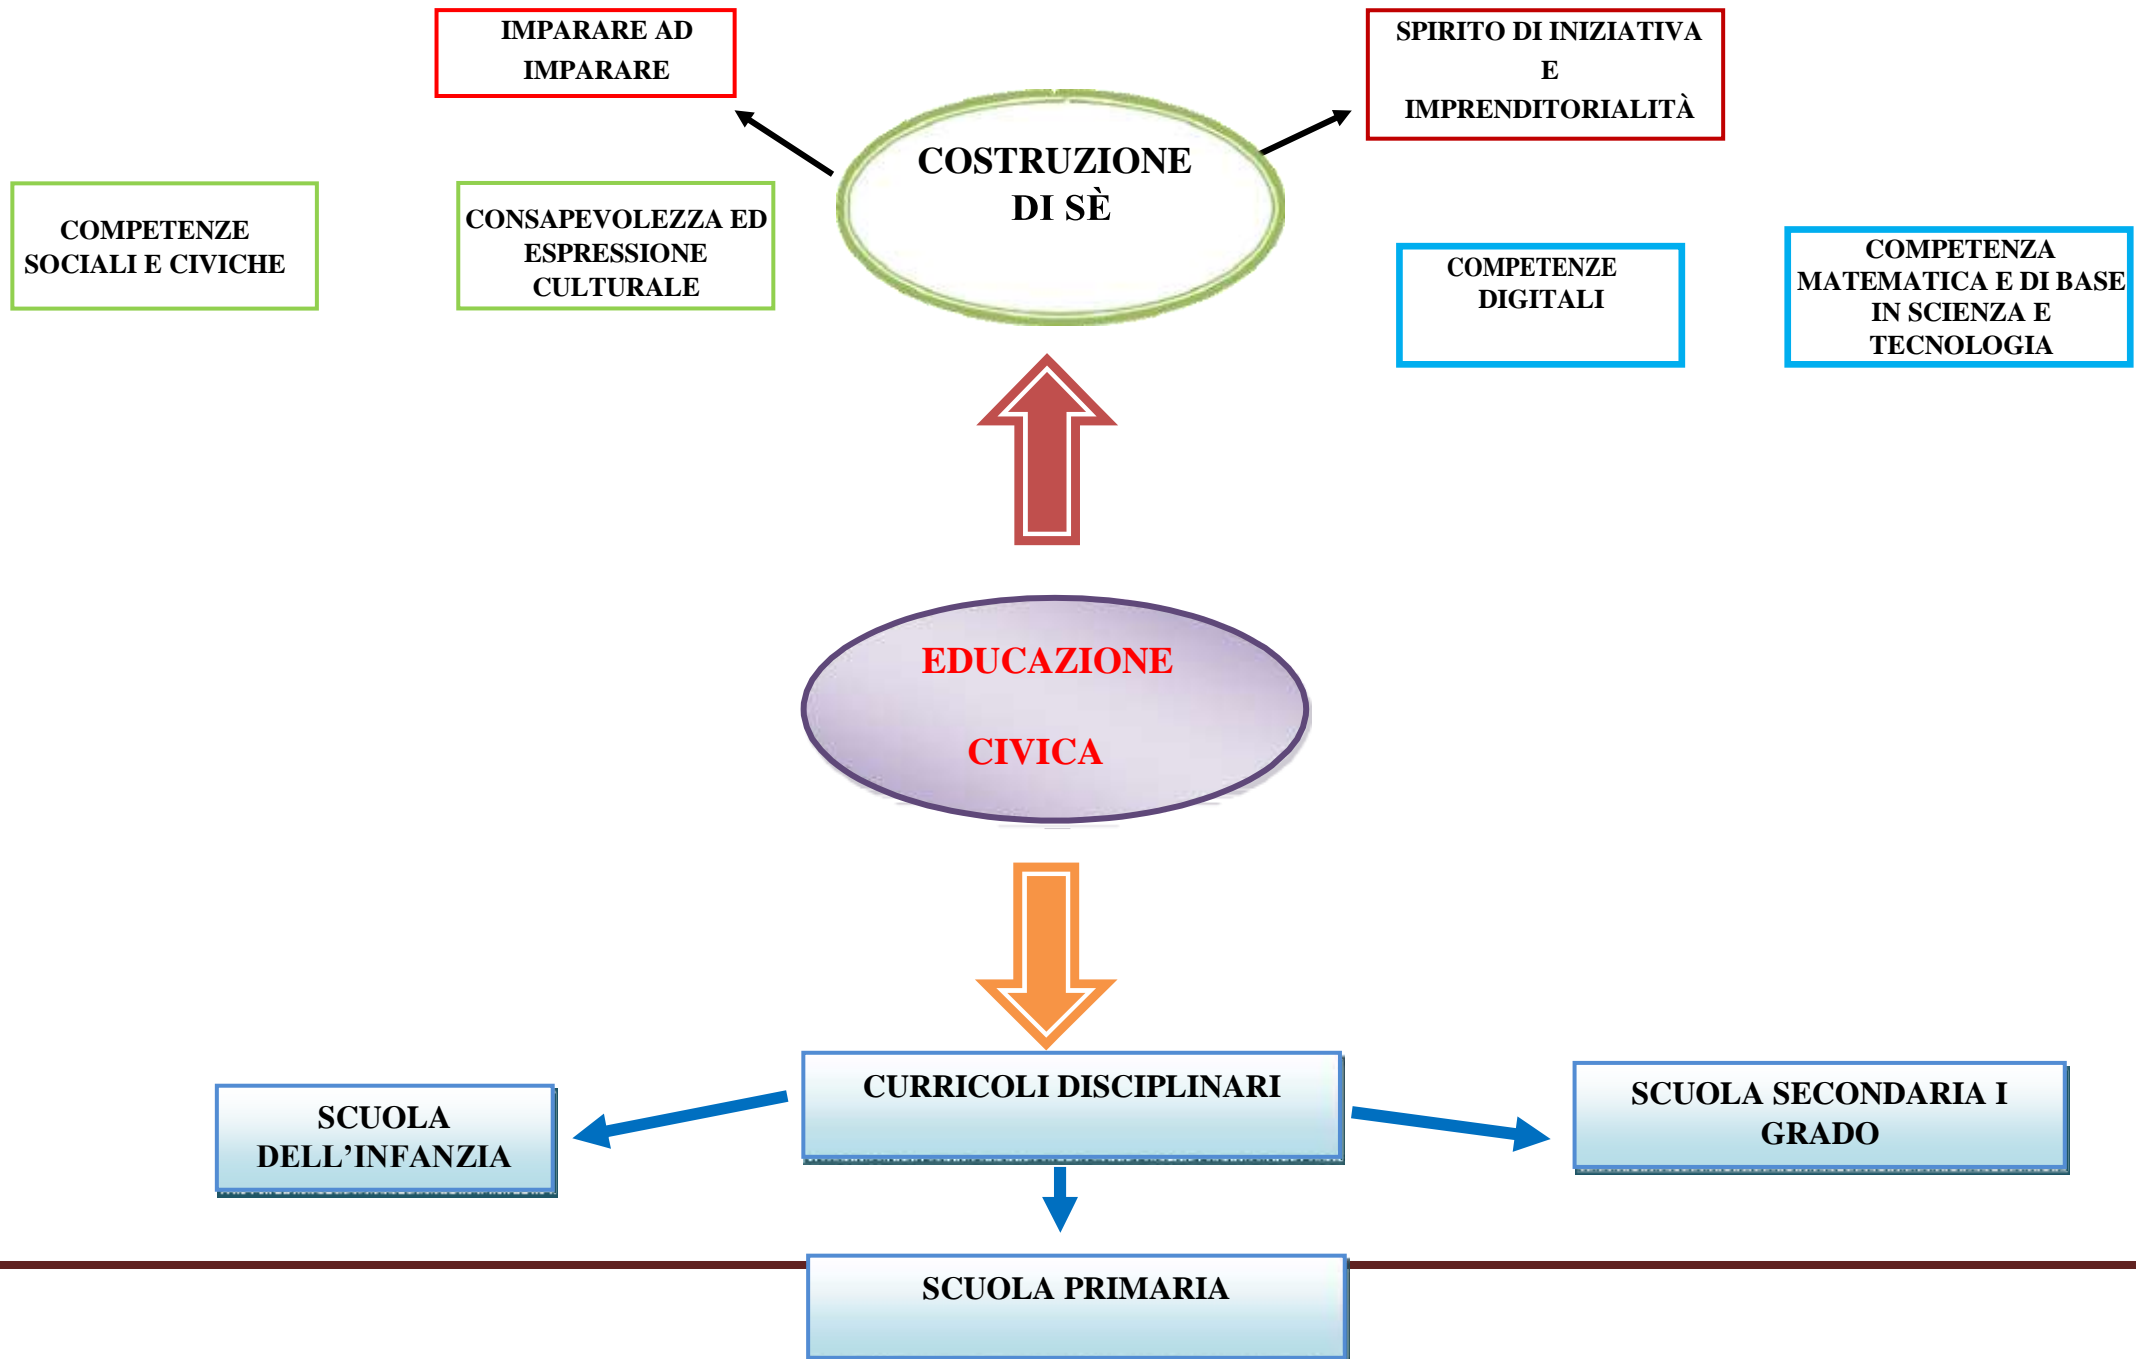 IMPARARE AD
IMPARARE
SPIRITO DI INIZIATIVA
E
IMPRENDITORIALITÀ
COSTRUZIONE
DI SÈ
COMPETENZE
SOCIALI E CIVICHE
CONSAPEVOLEZZA ED
ESPRESSIONE
CULTURALE
COMPETENZE
DIGITALI
COMPETENZA
MATEMATICA E DI BASE
IN SCIENZA E
TECNOLOGIA
EDUCAZIONE
CIVICA
CURRICOLI DISCIPLINARI
SCUOLA
DELL’INFANZIA
SCUOLA SECONDARIA I
GRADO
SCUOLA PRIMARIA